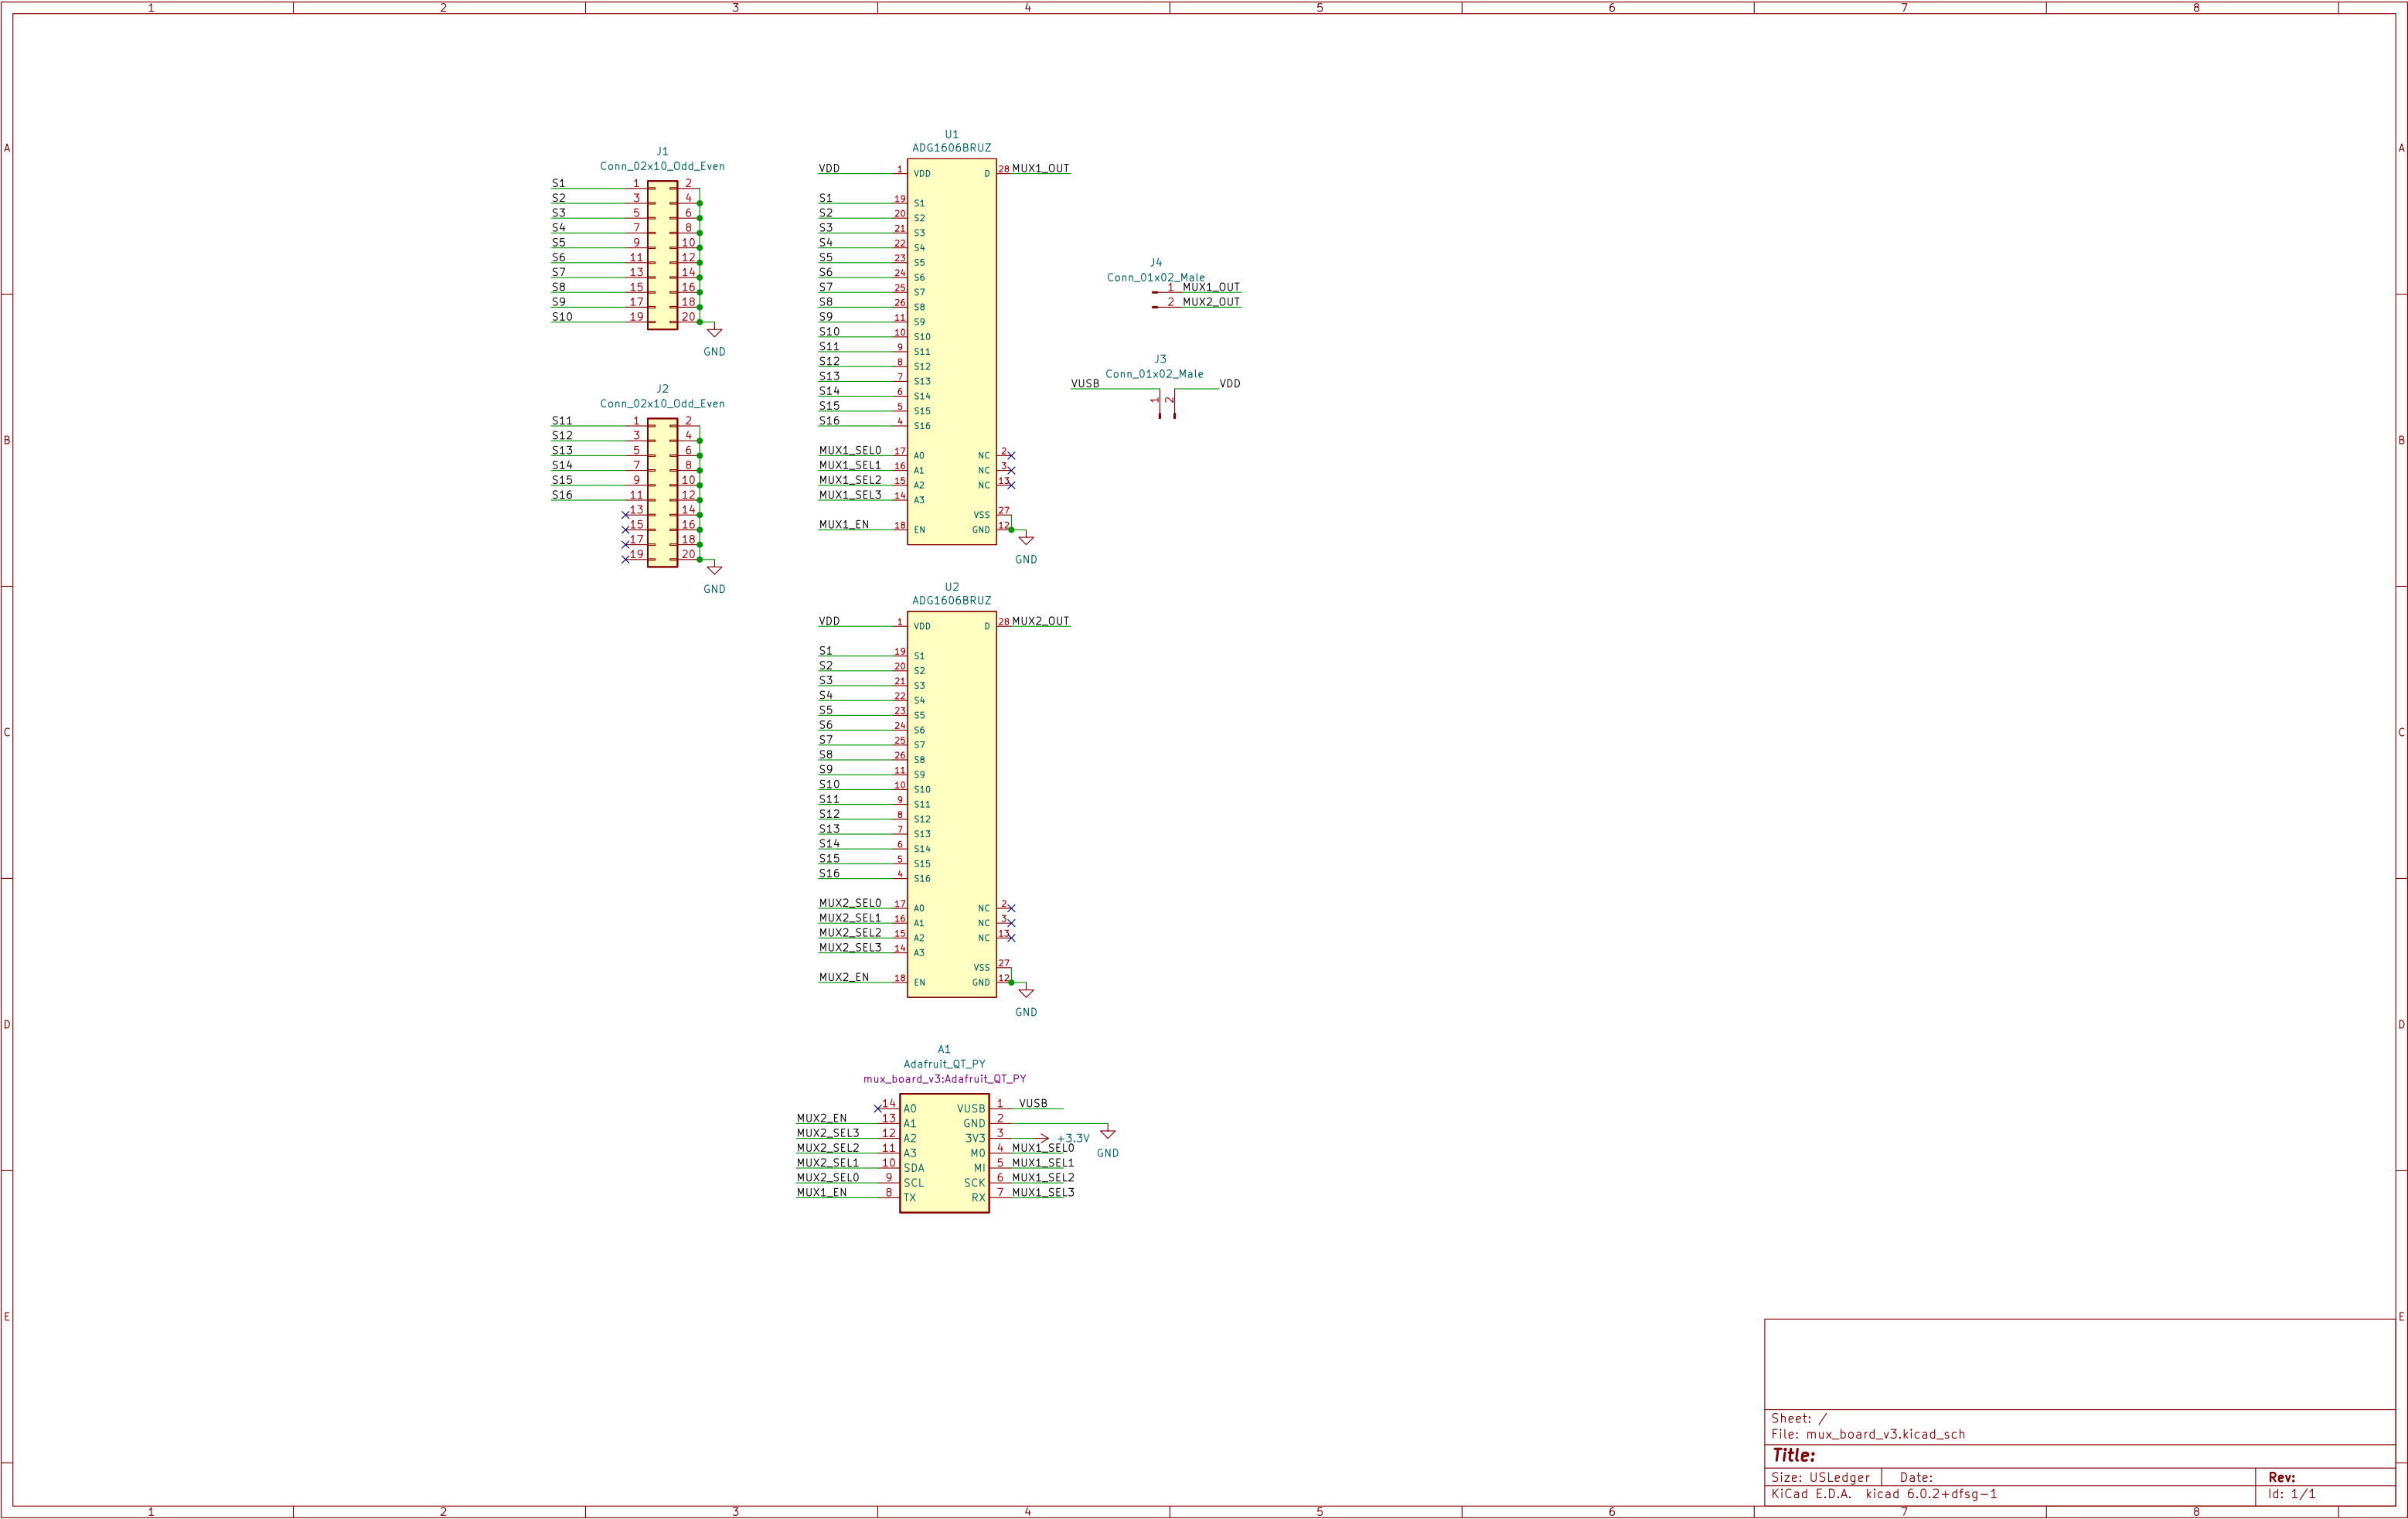 1 2 3 4 5 6 7 8
A A
B B
C C
D D
E E
J1
Conn_02x10_Odd_Even
S1 1 2
S2 3 4
S3 5 6
S4 7 8
S5 9 10
S6 11 12
S7 13 14
S8 15 16
S9 17 18
S10 19 20
GND
J2
Conn_02x10_Odd_Even
S11 1 2
S12 3 4
S13 5 6
S14 7 8
S15 9 10
S16 11 12
13 14
15 16
17 18
19 20
GND
U1
ADG1606BRUZ
VDD 1 VDD D 28 MUX1_OUT
S1 19 S1
S2 20 S2
S3 21 S3
S4 22 S4
S5 23 S5
S6 24 S6
S7 25 S7
S8 26 S8
S9 11 S9
S10 10 S10
S11 9 S11
S12 8 S12
S13 7 S13
S14 6 S14
S15 5 S15
S16 4 S16
MUX1_SEL0 17 A0 NC 2
MUX1_SEL1 16 A1 NC 3
MUX1_SEL2 15 A2 NC 13
MUX1_SEL3 14 A3
VSS 27
MUX1_EN 18 EN GND 12
GND
J4
Conn_01x02_Male
1 MUX1_OUT
2 MUX2_OUT
J3
Conn_01x02_Male
VUSB VDD
1 2
U2
ADG1606BRUZ
VDD 1 VDD D 28 MUX2_OUT
S1 19 S1
S2 20 S2
S3 21 S3
S4 22 S4
S5 23 S5
S6 24 S6
S7 25 S7
S8 26 S8
S9 11 S9
S10 10 S10
S11 9 S11
S12 8 S12
S13 7 S13
S14 6 S14
S15 5 S15
S16 4 S16
MUX2_SEL0 17 A0 NC 2
MUX2_SEL1 16 A1 NC 3
MUX2_SEL2 15 A2 NC 13
MUX2_SEL3 14 A3
VSS 27
MUX2_EN 18 EN GND 12
GND
A1
Adafruit_QT_PY
mux_board_v3:Adafruit_QT_PY
14 A0 VUSB 1 VUSB
MUX2_EN 13 A1 GND 2
MUX2_SEL3 12 A2 3V3 3 +3.3V
MUX2_SEL2 11 A3 MO 4 MUX1_SEL0
GND
MUX2_SEL1 10 SDA MI 5 MUX1_SEL1
MUX2_SEL0 9 SCL SCK 6 MUX1_SEL2
MUX1_EN 8 TX RX 7 MUX1_SEL3
Sheet: /
File: mux_board_v3.kicad_sch
Title:
Size: USLedger Date: Rev:
KiCad E.D.A. kicad 6.0.2+dfsg-1 Id: 1/1
1 2 3 4 5 6 7 8